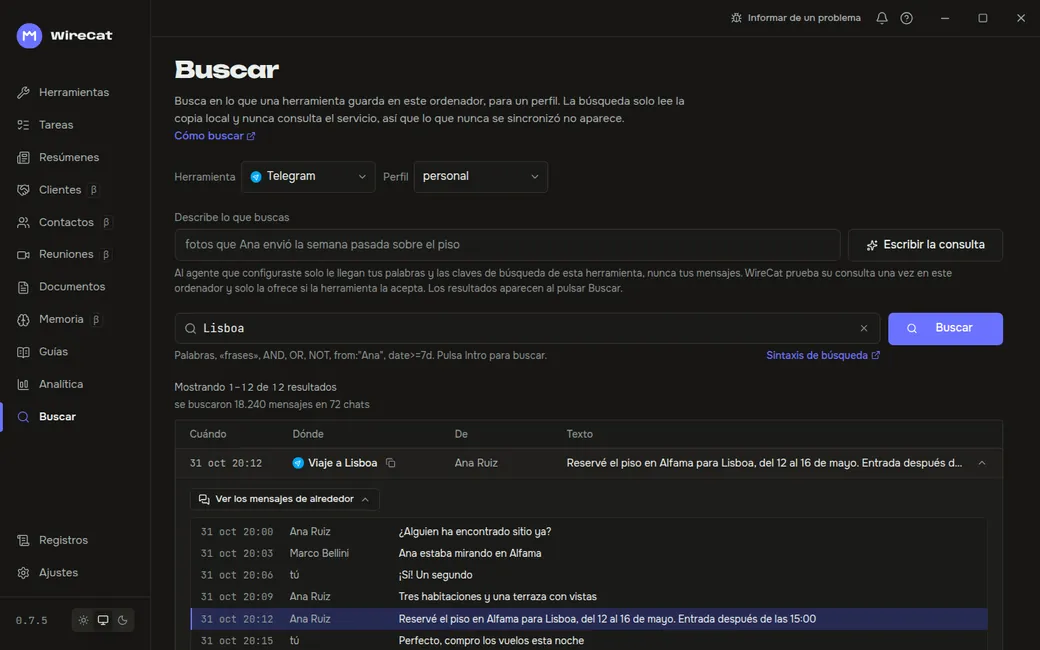 WireCat
Informar de un problema
Herramientas
Tareas
Resúmenes
Clientes β
Contactos β
Reuniones β
Documentos
Memoria β
Guías
Analítica
Buscar
Registros
Ajustes
0.7.5
Buscar
Busca en lo que una herramienta guarda en este ordenador, para un perfil. La búsqueda solo lee la
copia local y nunca consulta el servicio, así que lo que nunca se sincronizó no aparece.
Cómo buscar
Herramienta Telegram Perfil personal
Describe lo que buscas
fotos que Ana envió la semana pasada sobre el piso Escribir la consulta
Al agente que configuraste solo le llegan tus palabras y las claves de búsqueda de esta herramienta, nunca tus mensajes. WireCat prueba su consulta una vez en este
ordenador y solo la ofrece si la herramienta la acepta. Los resultados aparecen al pulsar Buscar.
Lisboa Buscar
Palabras, «frases», AND, OR, NOT, from:"Ana", date>=7d. Pulsa Intro para buscar. Sintaxis de búsqueda
Mostrando 1–12 de 12 resultados
se buscaron 18.240 mensajes en 72 chats
Cuándo Dónde De Texto
31 oct 20:12 Viaje a Lisboa Ana Ruiz Reservé el piso en Alfama para Lisboa, del 12 al 16 de mayo. Entrada después d...
Ver los mensajes de alrededor
31 oct 20:00 Ana Ruiz ¿Alguien ha encontrado sitio ya?
31 oct 20:03 Marco Bellini Ana estaba mirando en Alfama
31 oct 20:06 tú ¡Sí! Un segundo
31 oct 20:09 Ana Ruiz Tres habitaciones y una terraza con vistas
31 oct 20:12 Ana Ruiz Reservé el piso en Alfama para Lisboa, del 12 al 16 de mayo. Entrada después de las 15:00
31 oct 20:15 tú Perfecto, compro los vuelos esta noche